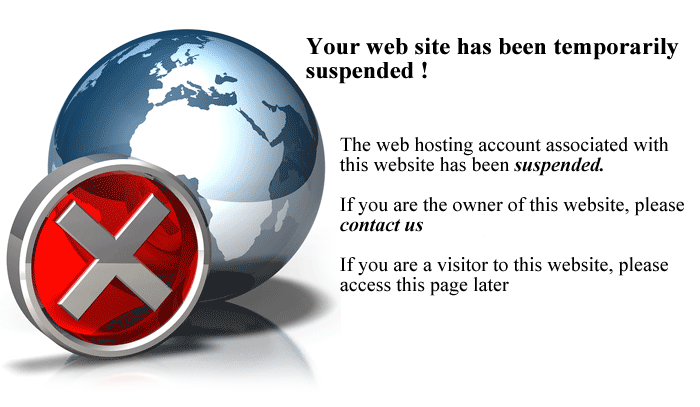 Your web site has been temporarily
suspended !
The web hosting account associated with
this website has been suspended.
If you are the owner of this website, please
contact us
If you are a visitor to this website, please
access this page later